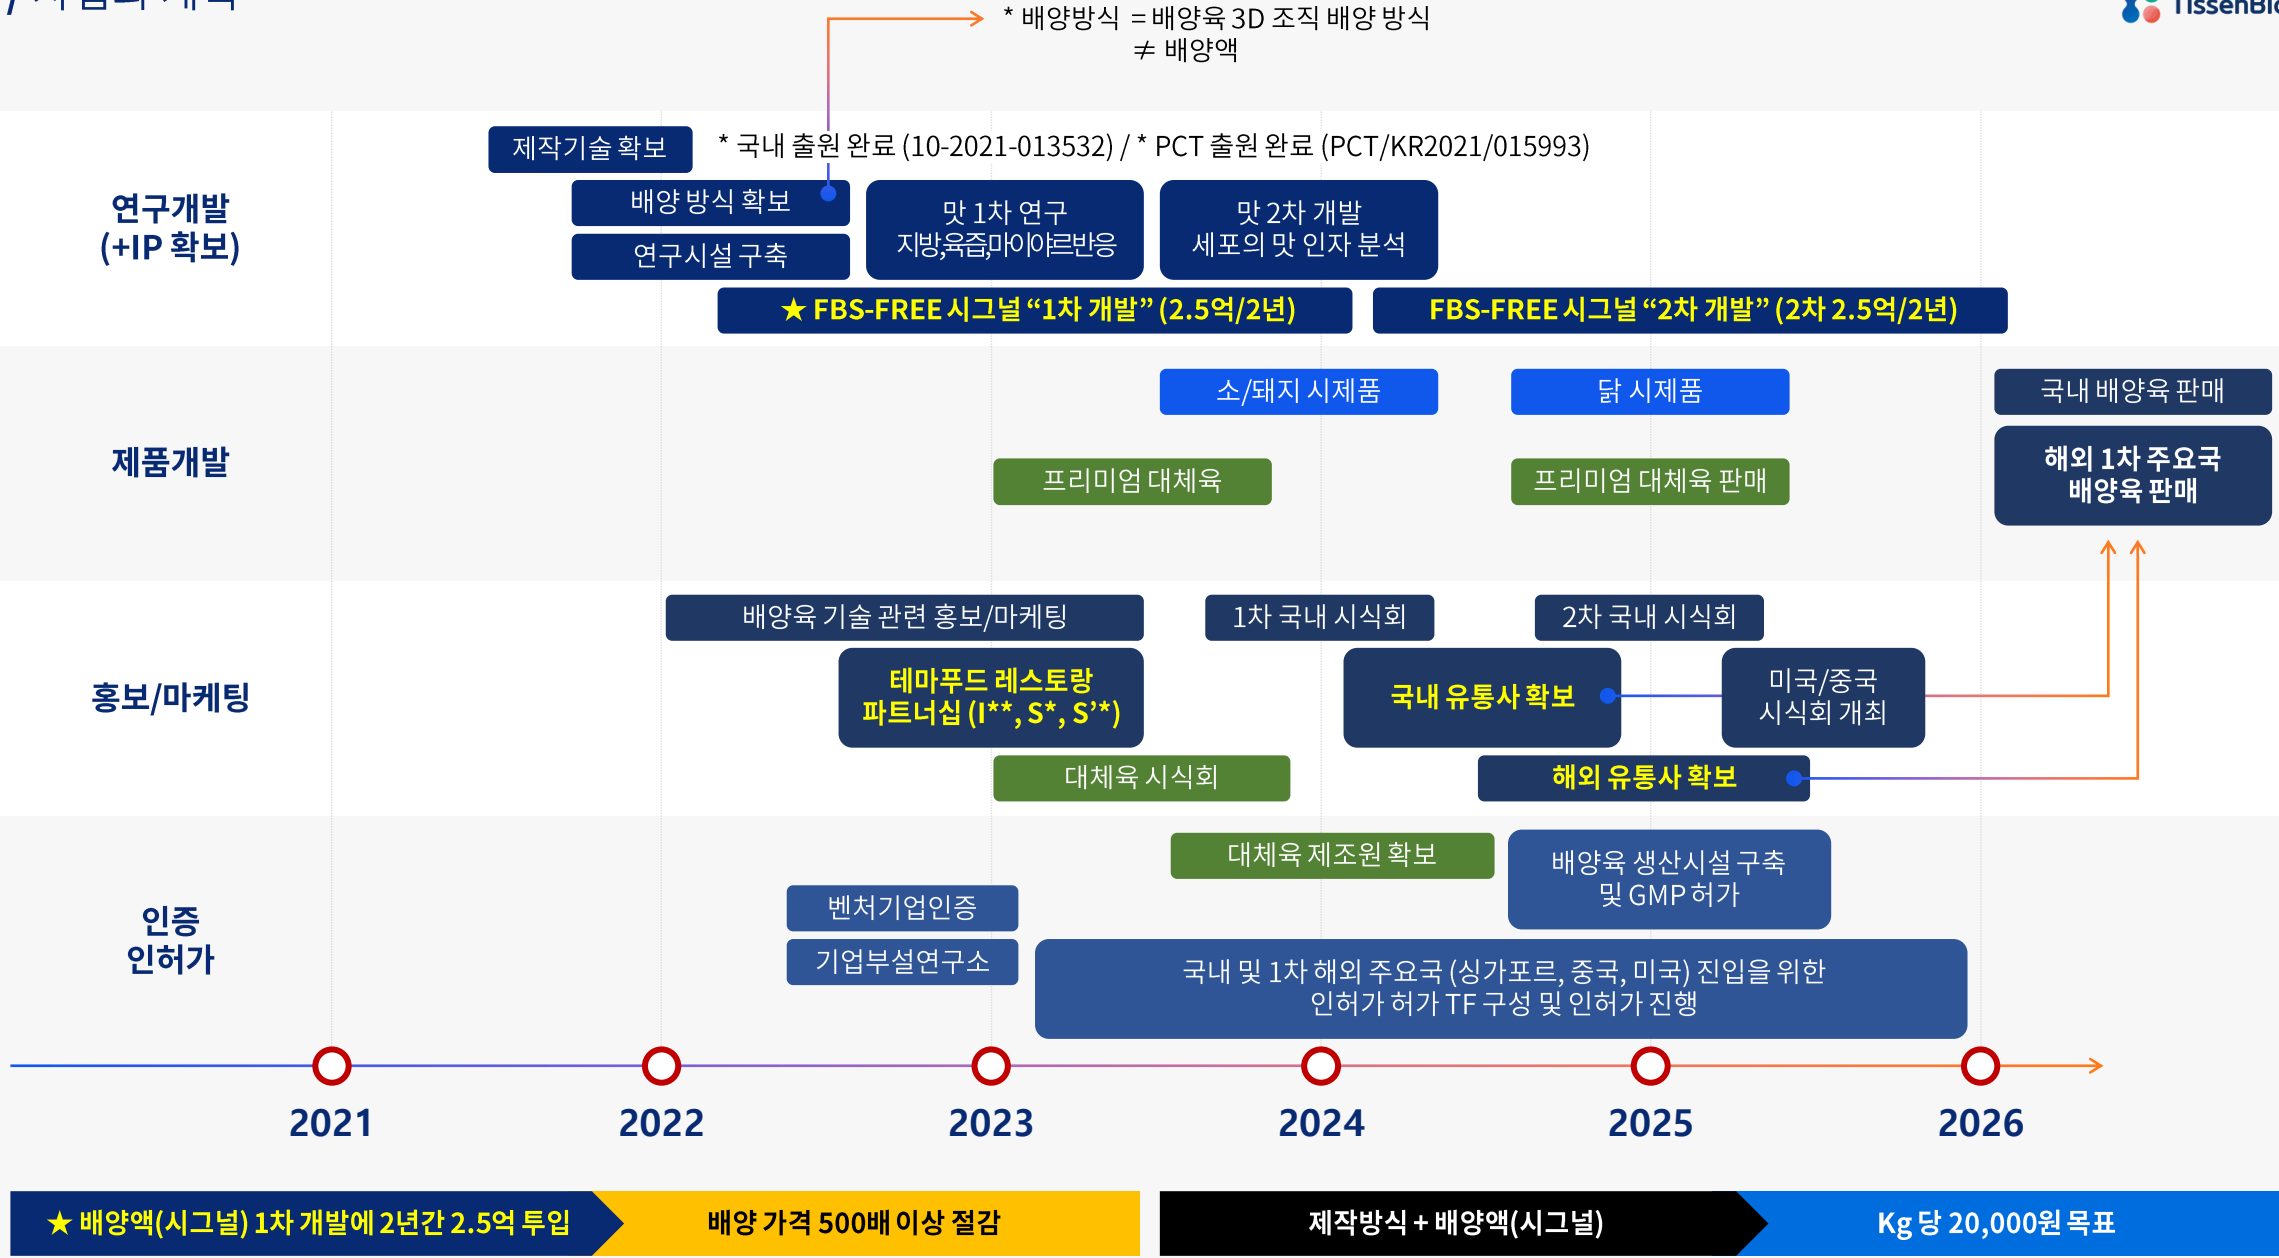 * 배양방식 = 배양육 3D 조직 배양 방식
≠ 배양액
제작기술 확보
* 국내 출원 완료 (10-2021-013532) / * PCT 출원 완료 (PCT/KR2021/015993)
연구개발
(+IP 확보)
배양 방식 확보
연구시설 구축
맛 1차 연구
지방,육즙,마이야르반응
맛 2차 개발
세포의 맛 인자 분석
★ FBS-FREE 시그널 “1차 개발” (2.5억/2년)
FBS-FREE 시그널 “2차 개발” (2차 2.5억/2년)
제품개발
소/돼지 시제품
닭 시제품
국내 배양육 판매
프리미엄 대체육
프리미엄 대체육 판매
해외 1차 주요국
배양육 판매
홍보/마케팅
배양육 기술 관련 홍보/마케팅
1차 국내 시식회
2차 국내 시식회
테마푸드 레스토랑
파트너십 (I**, S*, S’*)
국내 유통사 확보
미국/중국
시식회 개최
대체육 시식회
해외 유통사 확보
인증
인허가
대체육 제조원 확보
배양육 생산시설 구축
및 GMP 허가
벤처기업인증
기업부설연구소
국내 및 1차 해외 주요국 (싱가포르, 중국, 미국) 진입을 위한
인허가 허가 TF 구성 및 인허가 진행
2021
2022
2023
2024
2025
2026
★ 배양액(시그널) 1차 개발에 2년간 2.5억 투입
배양 가격 500배 이상 절감
제작방식 + 배양액(시그널)
Kg 당 20,000원 목표